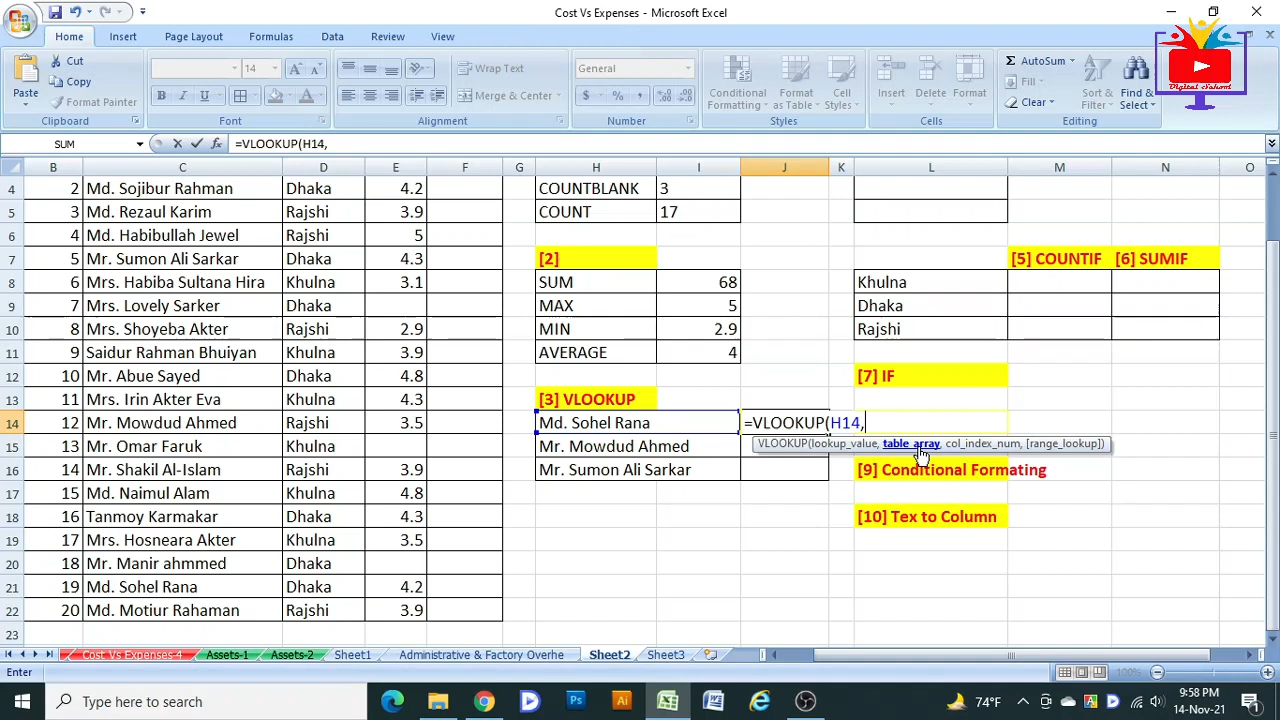 Cost Vs Expenses - Microsoft Excel
Home Insert Page Layout Formulas Data Review View
Digital eSchool
Paste
Cut
Copy
Format Painter
Clipboard
14
A A
B I U
A
Font
Wrap Text
Merge & Center
Alignment
General
$ % ,
Number
Conditional Formatting
Format as Table
Cell Styles
Styles
Insert
Delete
Format
Cells
AutoSum
Fill
Clear
Sort & Filter
Find & Select
Editing
SUM fx =VLOOKUP(H14,
B C D E F G H I J K L M N O
4 2 Md. Sojibur Rahman Dhaka 4.2 COUNTBLANK 3
5 3 Md. Rezaul Karim Rajshi 3.9 COUNT 17
6 4 Md. Habibullah Jewel Rajshi 5
7 5 Mr. Sumon Ali Sarkar Dhaka 4.3 [2] [5] COUNTIF [6] SUMIF
8 6 Mrs. Habiba Sultana Hira Khulna 3.1 SUM 68 Khulna
9 7 Mrs. Lovely Sarker Dhaka MAX 5 Dhaka
10 8 Mrs. Shoyeba Akter Rajshi 2.9 MIN 2.9 Rajshi
11 9 Saidur Rahman Bhuiyan Khulna 3.9 AVERAGE 4
12 10 Mr. Abue Sayed Dhaka 4.8 [7] IF
13 11 Mrs. Irin Akter Eva Khulna 4.3 [3] VLOOKUP
14 12 Mr. Mowdud Ahmed Rajshi 3.5 Md. Sohel Rana =VLOOKUP(H14,
VLOOKUP(lookup_value, table_array, col_index_num, [range_lookup])
15 13 Mr. Omar Faruk Khulna Mr. Mowdud Ahmed
16 14 Mr. Shakil Al-Islam Rajshi 3.9 Mr. Sumon Ali Sarkar [9] Conditional Formating
17 15 Md. Naimul Alam Khulna 4.8
18 16 Tanmoy Karmakar Dhaka 4.3 [10] Tex to Column
19 17 Mrs. Hosneara Akter Khulna 3.5
20 18 Mr. Manir ahmmed Dhaka
21 19 Md. Sohel Rana Dhaka 4.2
22 20 Md. Motiur Rahaman Rajshi 3.9
23
Cost Vs Expenses-4 Assets-1 Assets-2 Sheet1 Administrative & Factory Overhe Sheet2 Sheet3
Enter 100%
Type here to search
Ps Ai
74°F
9:58 PM
14-Nov-21
1